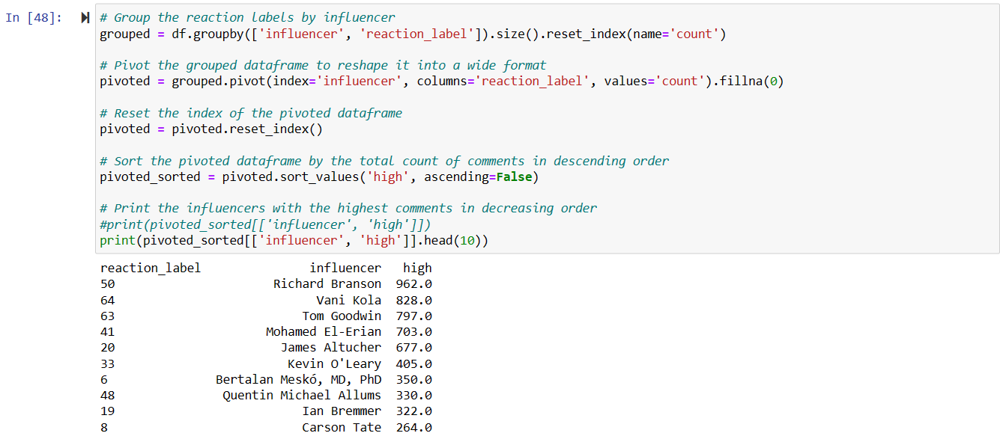 In [48]:
# Group the reaction labels by influencer
grouped = df.groupby(['influencer', 'reaction_label']).size().reset_index(name='count')
# Pivot the grouped dataframe to reshape it into a wide format
pivoted = grouped.pivot(index='influencer', columns='reaction_label', values='count').fillna(0)
# Reset the index of the pivoted dataframe
pivoted = pivoted.reset_index()
# Sort the pivoted dataframe by the total count of comments in descending order
pivoted_sorted = pivoted.sort_values('high', ascending=False)
# Print the influencers with the highest comments in decreasing order
#print(pivoted_sorted[['influencer', 'high']])
print(pivoted_sorted[['influencer', 'high']].head(10))
reaction_label influencer high
50 Richard Branson 962.0
64 Vani Kola 828.0
63 Tom Goodwin 797.0
41 Mohamed El-Erian 703.0
20 James Altucher 677.0
33 Kevin O'Leary 405.0
6 Bertalan Meskó, MD, PhD 350.0
48 Quentin Michael Allums 330.0
19 Ian Bremmer 322.0
8 Carson Tate 264.0